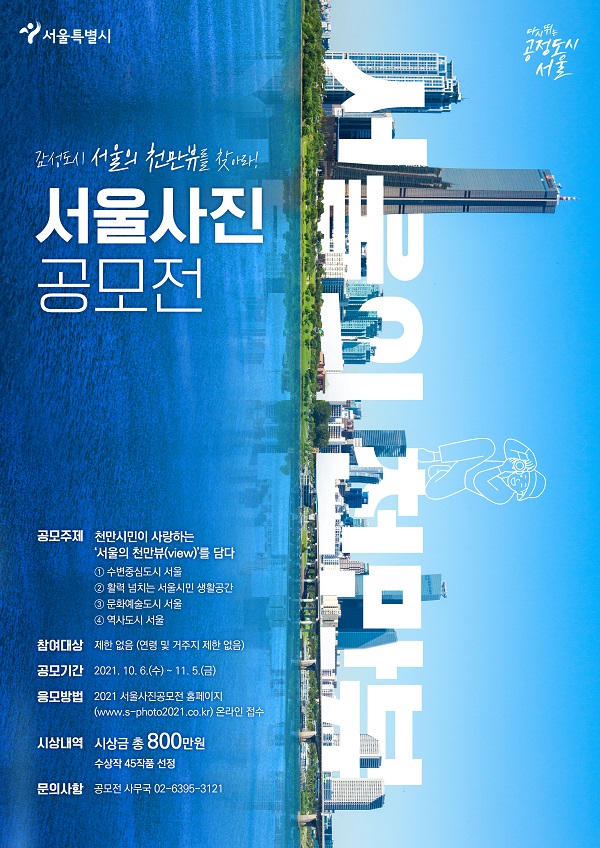 서울특별시
다시뛰는
공정도시
서울
감성도시 서울의 천만뷰를 찾아라!
서울사진
공모전
서울의 천만뷰
공모주제 천만시민이 사랑하는
‘서울의 천만뷰(view)’를 담다
① 수변중심도시 서울
② 활력 넘치는 서울시민 생활공간
③ 문화예술도시 서울
④ 역사도시 서울
참여대상 제한 없음 (연령 및 거주지 제한 없음)
공모기간 2021. 10. 6.(수) ~ 11. 5.(금)
응모방법 2021 서울사진공모전 홈페이지
(www.s-photo2021.co.kr) 온라인 접수
시상내역 시상금 총 800만원
수상작 45작품 선정
문의사항 공모전 사무국 02-6395-3121